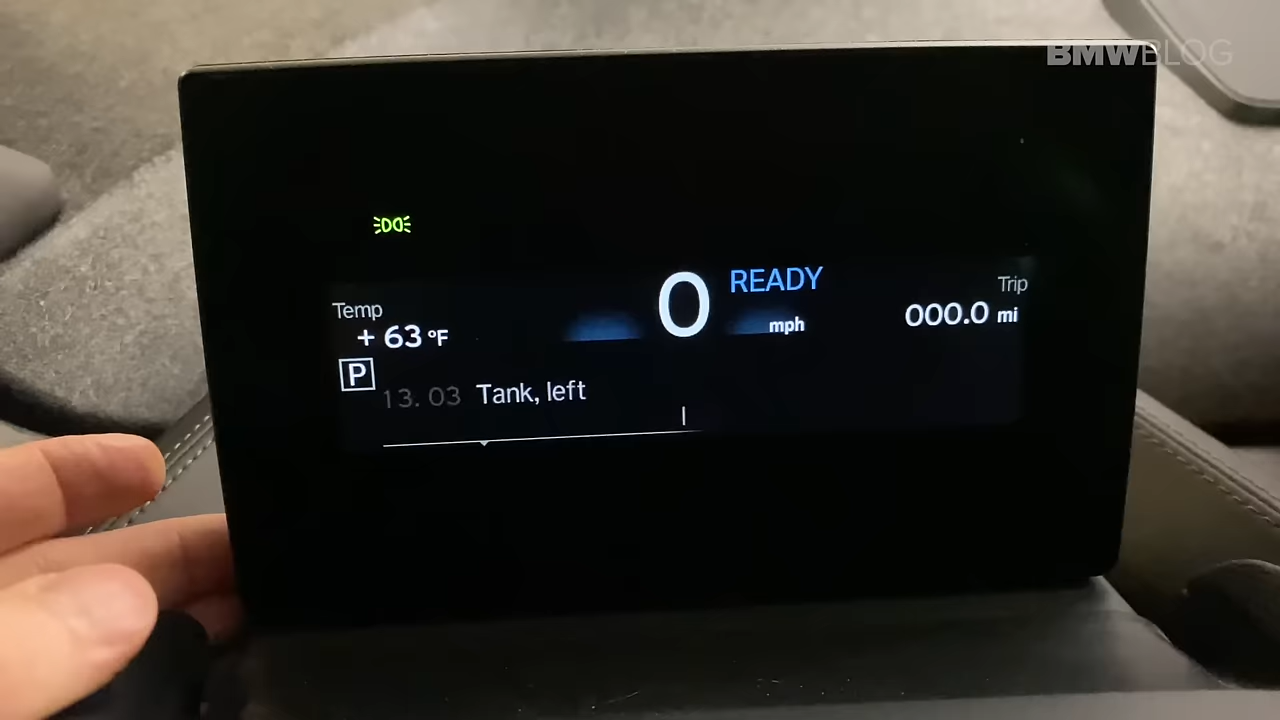 BMWBLOG
0 READY
mph
Temp
+ 63 °F
Trip
000.0 mi
P
13. 03 Tank, left